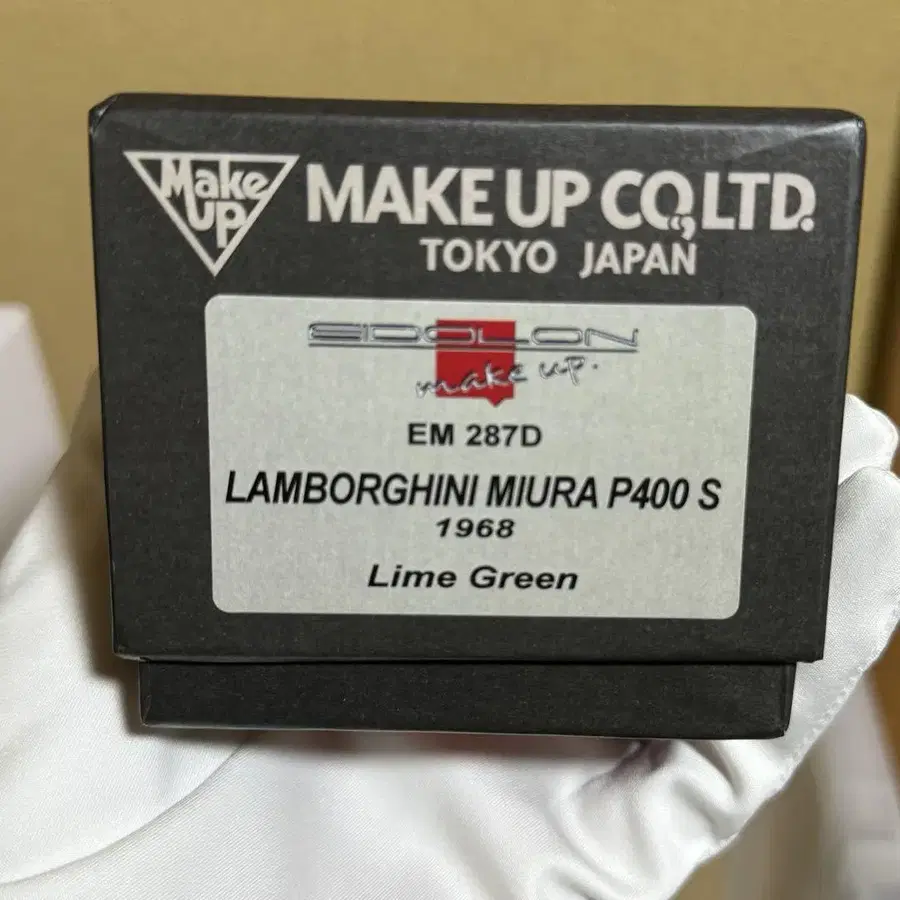 Make Up
MAKE UP CO.,LTD.
TOKYO JAPAN
EIDOLON
make up.
EM 287D
LAMBORGHINI MIURA P400 S
1968
Lime Green